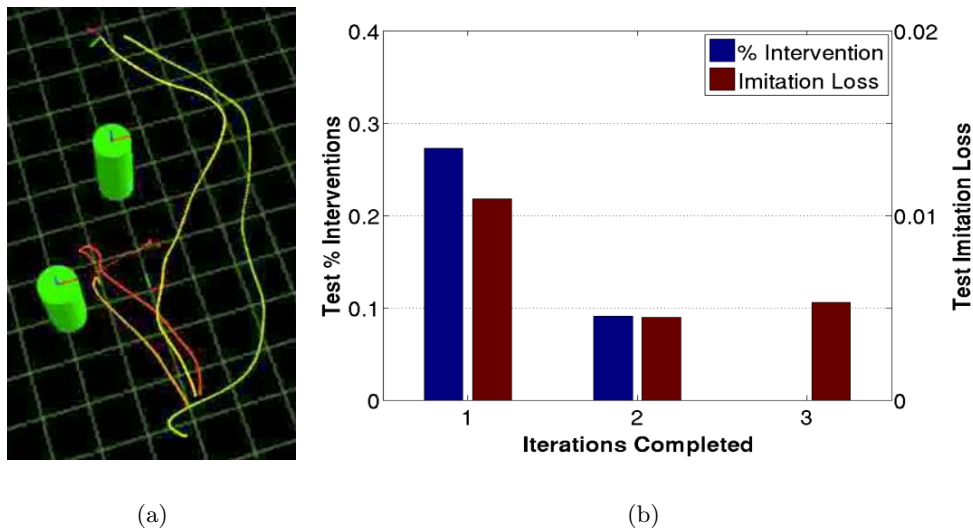 0.4
0.3
0.2
0.1
0
Test % Interventions
% Intervention
Imitation Loss
0.02
0.01
0
Test Imitation Loss
1
2
3
Iterations Completed
(a)
(b)